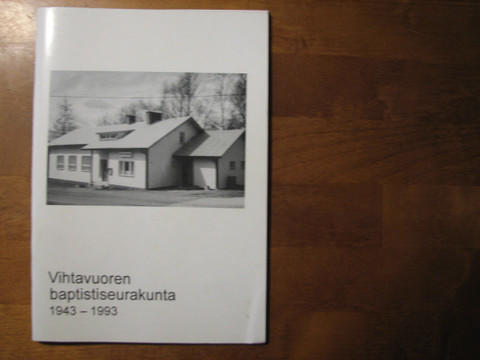 Vihtavuoren
baptistiseurakunta
1943 – 1993